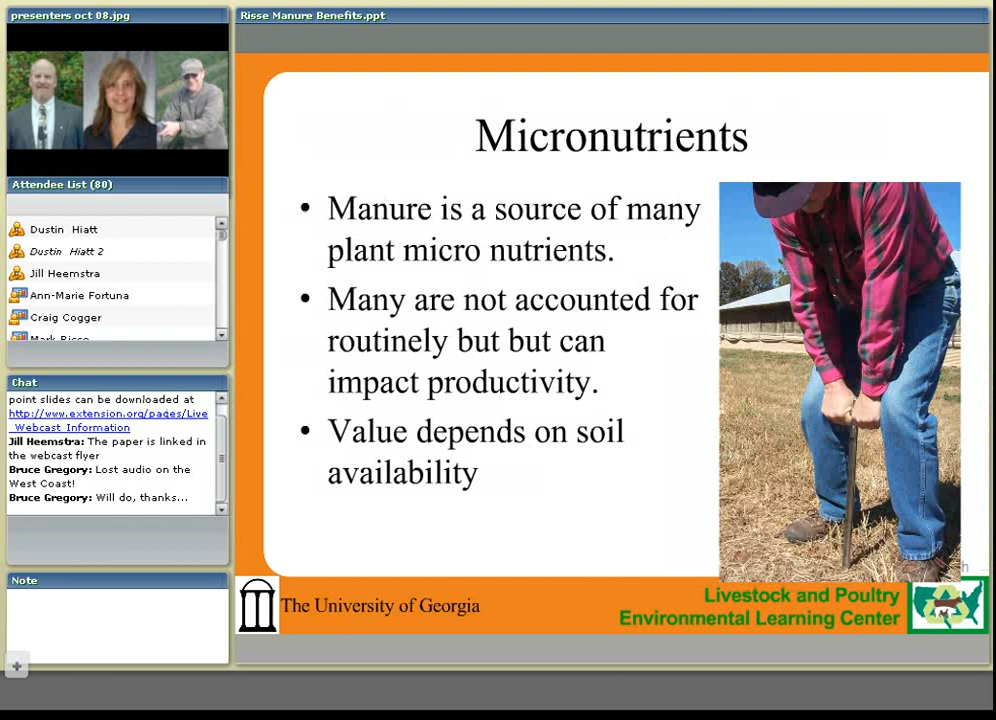 presenters oct 08.jpg
Risse Manure Benefits.ppt
Attendee List (80)
Dustin Hiatt
Dustin Hiatt 2
Jill Heemstra
Ann-Marie Fortuna
Craig Cogger
Mark Risse
Chat
point slides can be downloaded at
http://www.extension.org/pages/Live
_Webcast_Information
Jill Heemstra: The paper is linked in
the webcast flyer
Bruce Gregory: Lost audio on the
West Coast!
Bruce Gregory: Will do, thanks...
Note
Micronutrients
• Manure is a source of many
plant micro nutrients.
• Many are not accounted for
routinely but but can
impact productivity.
• Value depends on soil
availability
The University of Georgia
Livestock and Poultry
Environmental Learning Center